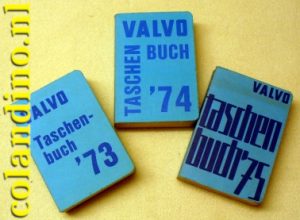 colandino.nl
VALVO
Taschen-
buch '73
VALVO
TASCHEN
BUCH
'74
VALVO
taschen
buch '75